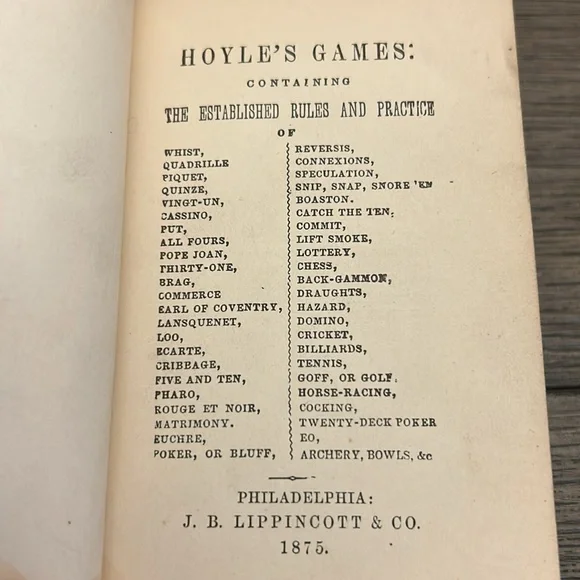 HOYLE'S GAMES:
CONTAINING
THE ESTABLISHED RULES AND PRACTICE
OF
WHIST,
QUADRILLE
PIQUET,
QUINZE,
VINGT-UN,
CASSINO,
PUT,
ALL FOURS,
POPE JOAN,
THIRTY-ONE,
BRAG,
COMMERCE
EARL OF COVENTRY,
LANSQUENET,
LOO,
ECARTE,
CRIBBAGE,
FIVE AND TEN,
PHARO,
ROUGE ET NOIR,
MATRIMONY.
EUCHRE,
POKER, OR BLUFF,
REVERSIS,
CONNEXIONS,
SPECULATION,
SNIP, SNAP, SNORE 'EM
BOASTON.
CATCH THE TEN,
COMMIT,
LIFT SMOKE,
LOTTERY,
CHESS,
BACK-GAMMON,
DRAUGHTS,
HAZARD,
DOMINO,
CRICKET,
BILLIARDS,
TENNIS,
GOFF, OR GOLF,
HORSE-RACING,
COCKING,
TWENTY-DECK POKER
EO,
ARCHERY, BOWLS, &c
PHILADELPHIA:
J. B. LIPPINCOTT & CO.
1875.